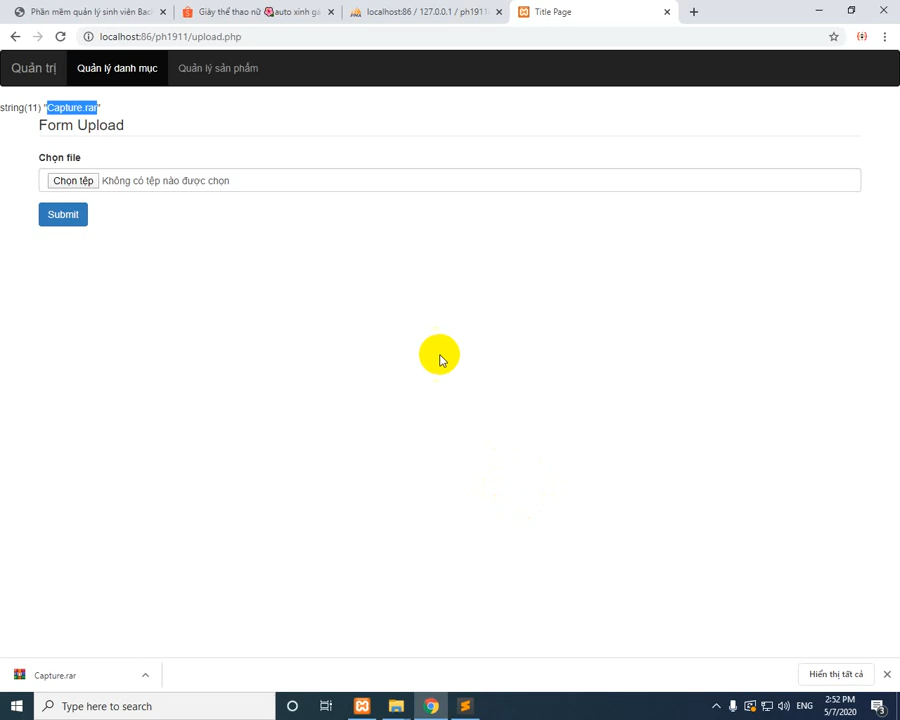 Phần mềm quản lý sinh viên Bacl
Giày thể thao nữ auto xinh gá
localhost:86 / 127.0.0.1 / ph1911
Title Page
localhost:86/ph1911/upload.php
Quản trị
Quản lý danh mục
Quản lý sản phẩm
string(11) "Capture.rar"
Form Upload
Chọn file
Chọn tệp Không có tệp nào được chọn
Submit
Capture.rar
Hiển thị tất cả
Type here to search
ENG
2:52 PM
5/7/2020
3